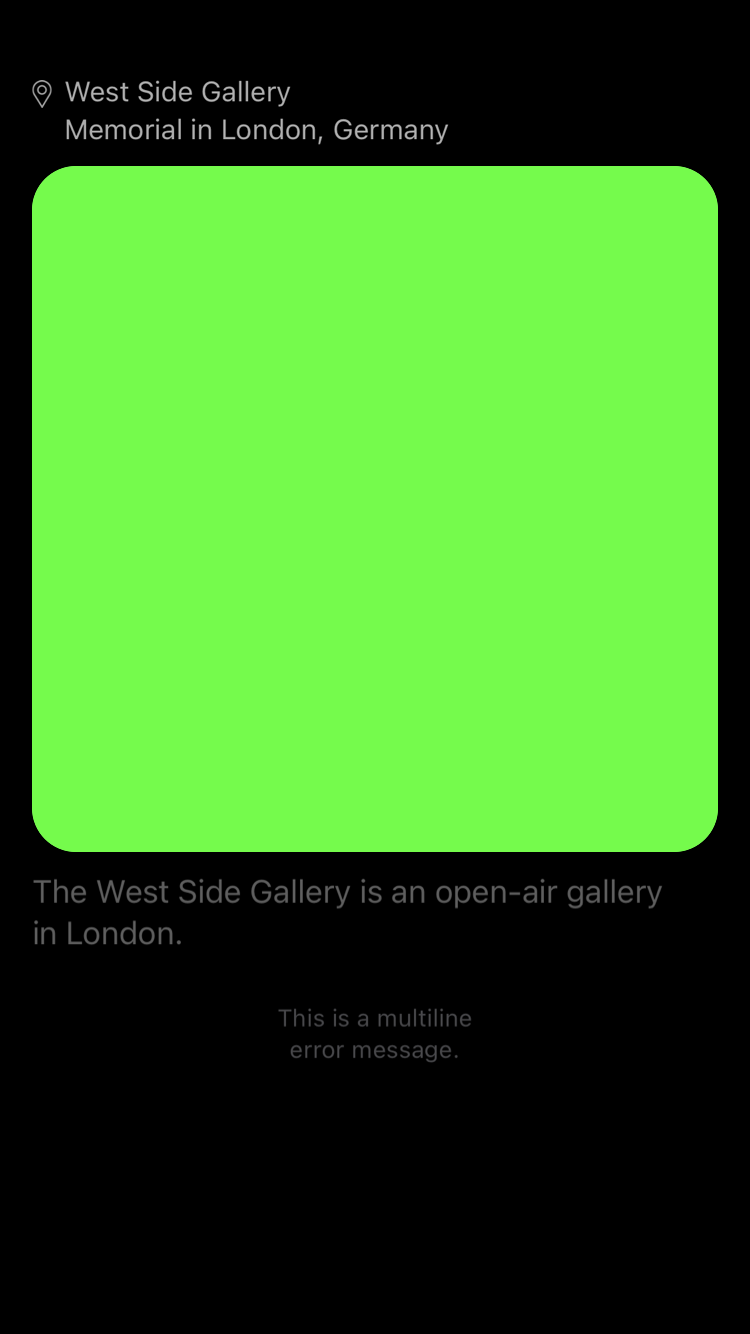 West Side Gallery
Memorial in London, Germany
The West Side Gallery is an open-air gallery
in London.
This is a multiline
error message.